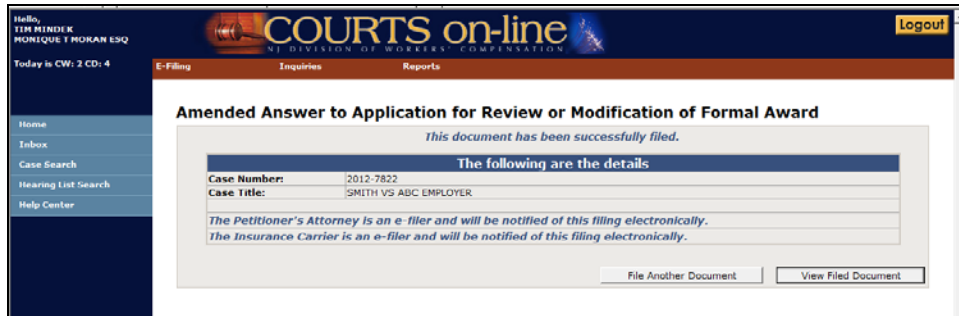 Hello,
TIM MINDEK
MONIQUE T MORAN ESQ
COURTS on-line
NJ DIVISION OF WORKERS' COMPENSATION
Logout
Today is CW: 2 CD: 4
E-Filing Inquiries Reports
Home
Inbox
Case Search
Hearing List Search
Help Center
Amended Answer to Application for Review or Modification of Formal Award
This document has been successfully filed.
The following are the details
Case Number: 2012-7822
Case Title: SMITH VS ABC EMPLOYER
The Petitioner's Attorney is an e-filer and will be notified of this filing electronically.
The Insurance Carrier is an e-filer and will be notified of this filing electronically.
File Another Document View Filed Document